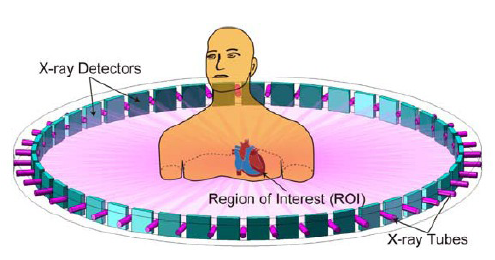 X-ray Detectors
Region of Interest (ROI)
X-ray Tubes